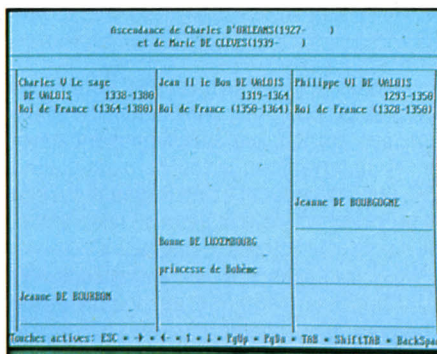 Ascendance de Charles D'ORLEANS(1927-    )
et de Marie DE CLEVES(1939-    )
Charles V Le sage
DE VALOIS 1338-1380
Roi de France (1364-1380)
Jeanne DE BOURBON
Jean II le Bon DE VALOIS
1319-1364
Roi de France (1350-1364)
Bonne DE LUXEMBOURG
princesse de Bohème
Philippe VI DE VALOIS
1293-1350
Roi de France (1328-1350)
Jeanne DE BOURGOGNE
Touches actives: ESC = → = ← = ↑ = ↓ = PgUp = PgDn = TAB = ShiftTAB = BackSpa